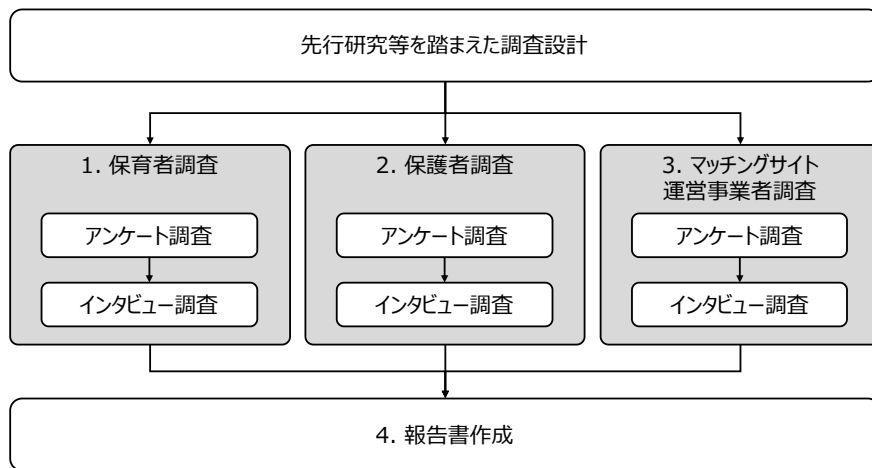 先行研究等を踏まえた調査設計
1. 保育者調査
アンケート調査
インタビュー調査
2. 保護者調査
アンケート調査
インタビュー調査
3. マッチングサイト
運営事業者調査
アンケート調査
インタビュー調査
4. 報告書作成